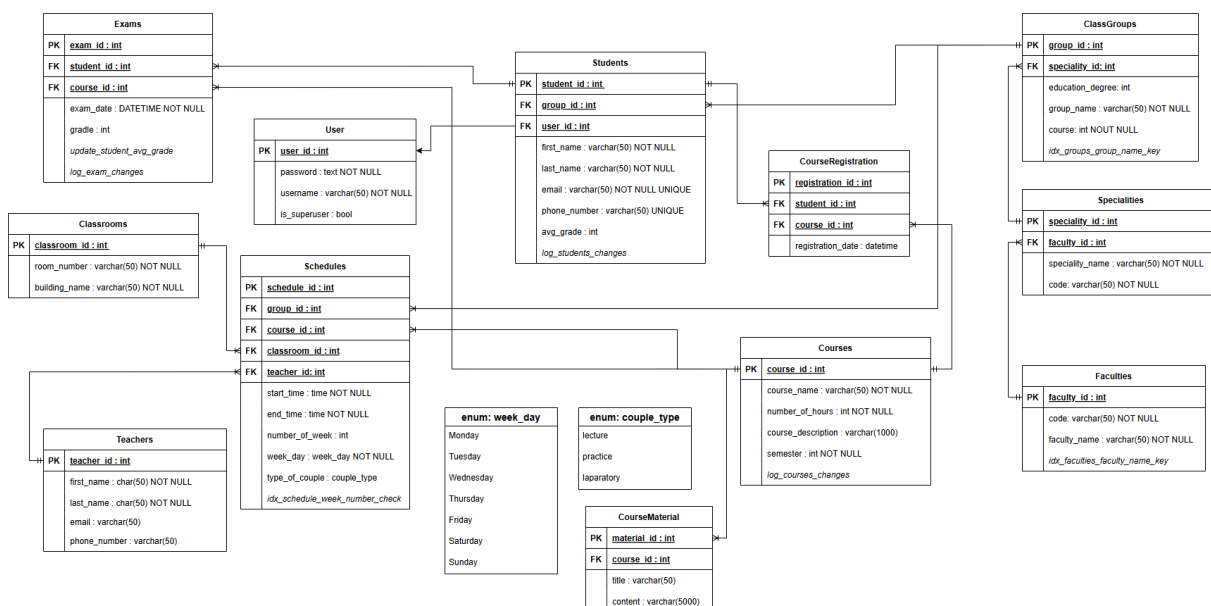 Exams
PK exam_id : int
FK student_id : int
FK course_id : int
exam_date : DATETIME NOT NULL
gradle : int
update_student_avg_grade
log_exam_changes
Classrooms
PK classroom_id : int
room_number : varchar(50) NOT NULL
building_name : varchar(50) NOT NULL
User
PK user_id : int
password : text NOT NULL
username : varchar(50) NOT NULL
is_superuser : bool
Schedules
PK schedule_id : int
FK group_id : int
FK course_id : int
FK classroom_id : int
FK teacher_id: int
start_time : time NOT NULL
end_time : time NOT NULL
number_of_week : int
week_day : week_day NOT NULL
type_of_couple : couple_type
idx_schedule_week_number_check
Teachers
PK teacher_id : int
first_name : char(50) NOT NULL
last_name : char(50) NOT NULL
email : varchar(50)
phone_number : varchar(50)
Students
PK student_id : int
FK group_id : int
FK user_id : int
first_name : varchar(50) NOT NULL
last_name : varchar(50) NOT NULL
email : varchar(50) NOT NULL UNIQUE
phone_number : varchar(50) UNIQUE
avg_grade : int
log_students_changes
enum: week_day
Monday
Tuesday
Wednesday
Thursday
Friday
Saturday
Sunday
enum: couple_type
lecture
practice
laparatory
CourseMaterial
PK material_id : int
FK course_id : int
title : varchar(50)
content : varchar(5000)
CourseRegistration
PK registration_id : int
FK student_id : int
FK course_id : int
registration_date : datetime
Courses
PK course_id : int
course_name : varchar(50) NOT NULL
number_of_hours : int NOT NULL
course_description : varchar(1000)
semester : int NOT NULL
log_courses_changes
ClassGroups
PK group_id : int
FK speciality_id: int
education_degree: int
group_name : varchar(50) NOT NULL
course: int NOUT NULL
idx_groups_group_name_key
Specialities
PK speciality_id : int
FK faculty_id : int
speciality_name : varchar(50) NOT NULL
code: varchar(50) NOT NULL
Faculties
PK faculty_id : int
code: varchar(50) NOT NULL
faculty_name : varchar(50) NOT NULL
idx_faculties_faculty_name_key